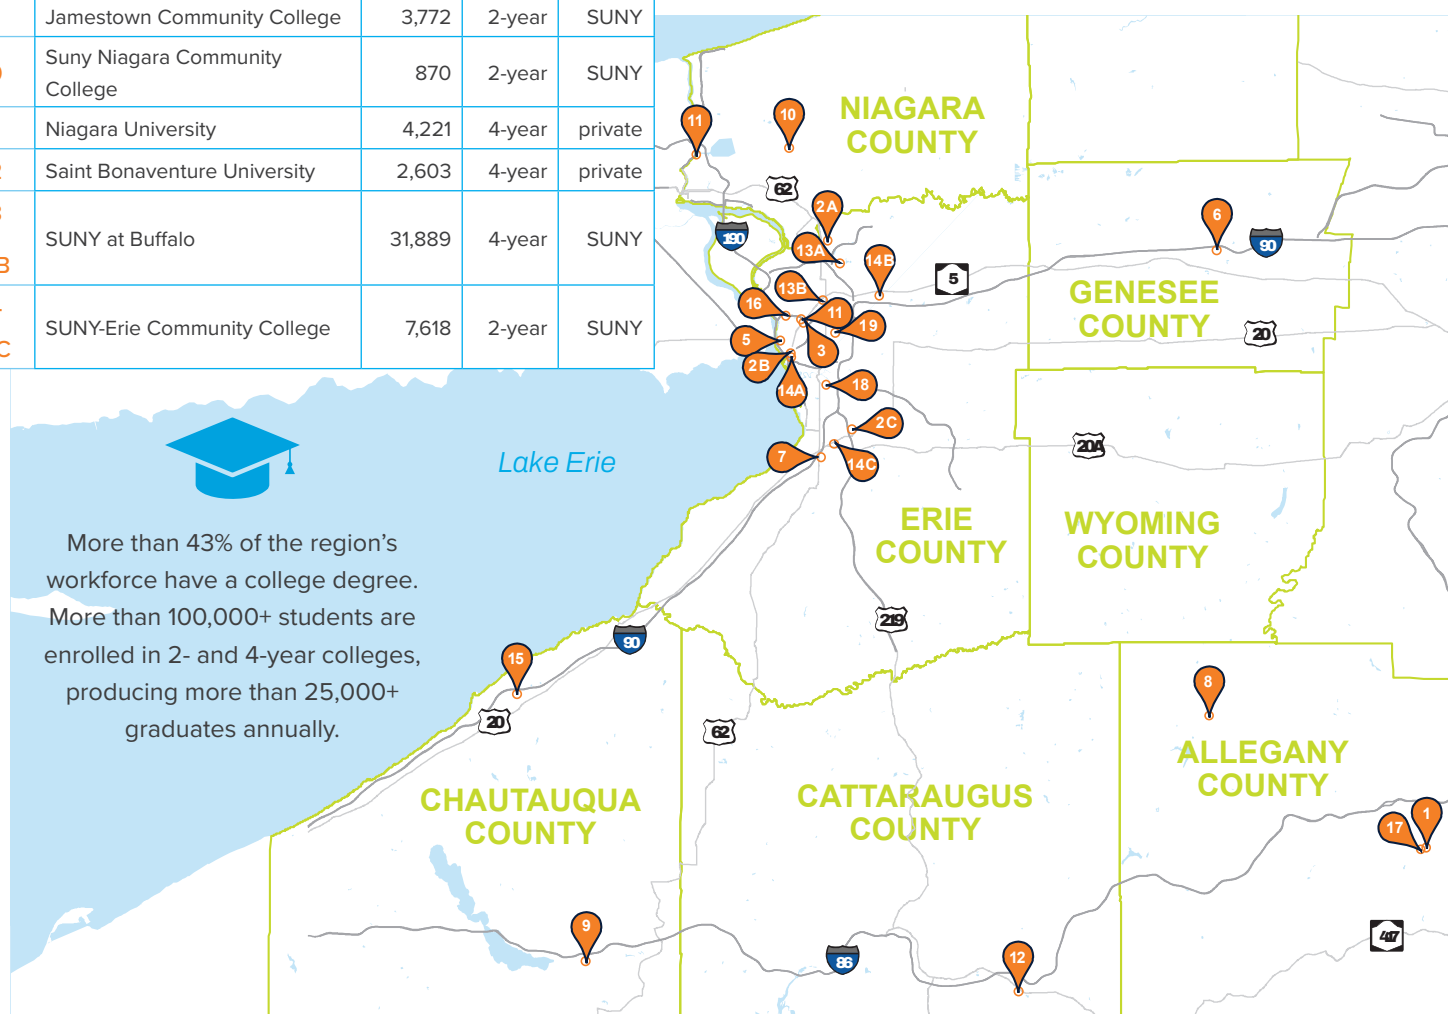 Jamestown Community College 3,772 2-year SUNY
Suny Niagara Community
College 870 2-year SUNY
Niagara University 4,221 4-year private
Saint Bonaventure University 2,603 4-year private
SUNY at Buffalo 31,889 4-year SUNY
B
SUNY-Erie Community College 7,618 2-year SUNY
C
More than 43% of the region's
workforce have a college degree.
More than 100,000+ students are
enrolled in 2- and 4-year colleges,
producing more than 25,000+
graduates annually.
Lake Erie
NIAGARA
COUNTY
GENESEE
COUNTY
ERIE
COUNTY
WYOMING
COUNTY
CHAUTAUQUA
COUNTY
CATTARAUGUS
COUNTY
ALLEGANY
COUNTY
11
10
62
2A
190
13A
14B
5
6
90
13B
16
11
19
20
5
3
2B
14A
18
2C
20A
7
14C
219
90
15
20
62
8
1
17
9
86
12
417